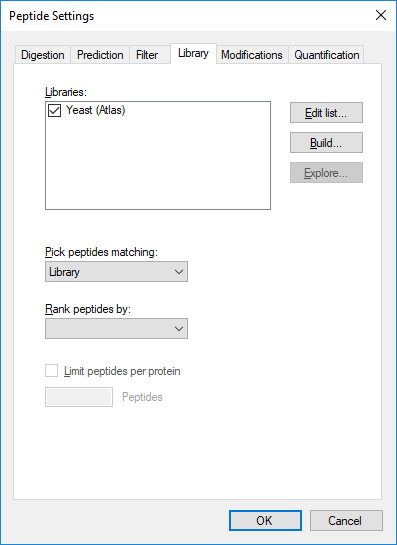 Peptide Settings
Digestion Prediction Filter Library Modifications Quantification
Libraries:
Yeast (Atlas)
Edit list...
Build...
Explore...
Pick peptides matching:
Library
Rank peptides by:
Limit peptides per protein
Peptides
OK Cancel